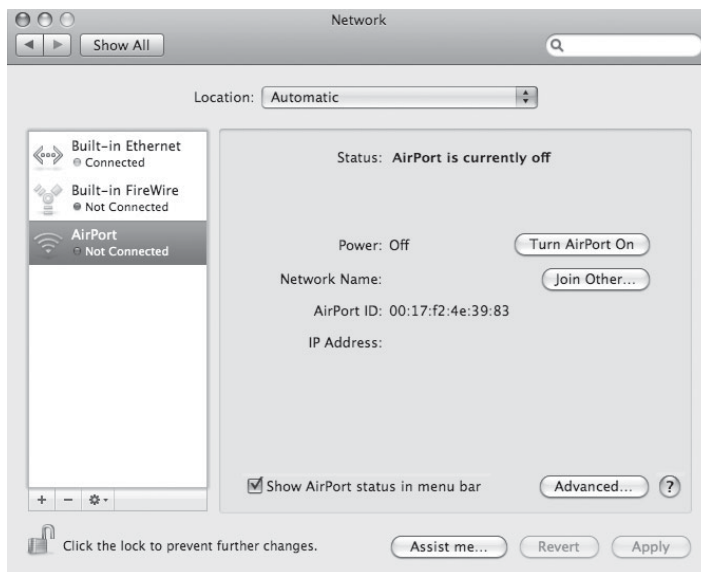 Network
Show All
Location: Automatic
Built-in Ethernet
Connected
Built-in FireWire
Not Connected
AirPort
Not Connected
Status: AirPort is currently off
Power: Off
Turn AirPort On
Network Name:
Join Other...
AirPort ID: 00:17:f2:4e:39:83
IP Address:
Show AirPort status in menu bar
Advanced...
?
+ -
Click the lock to prevent further changes.
Assist me...
Revert
Apply